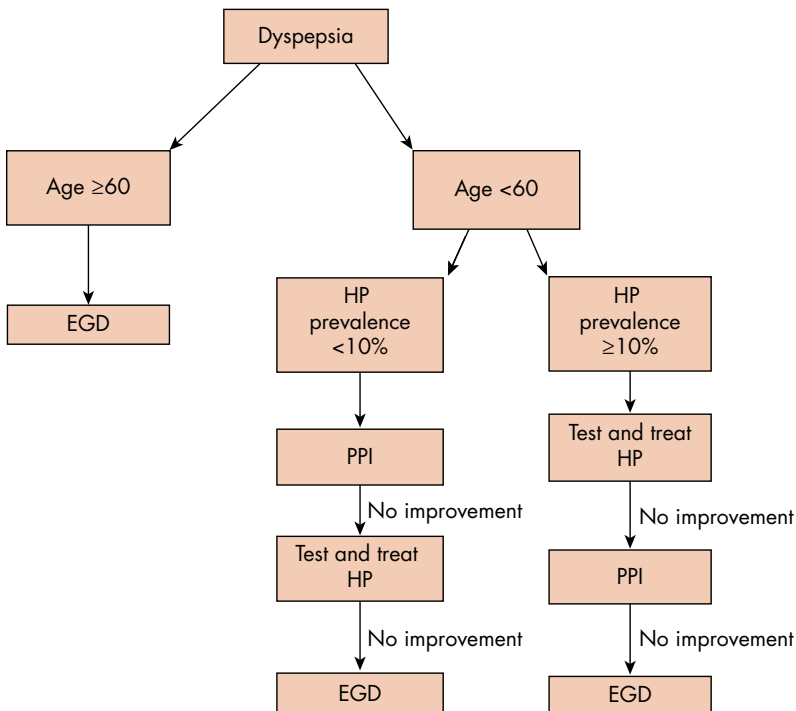 Dyspepsia
Age ≥60
Age <60
EGD
HP
prevalence
<10%
HP
prevalence
≥10%
PPI
Test and treat
HP
No improvement
No improvement
Test and treat
HP
PPI
No improvement
No improvement
EGD
EGD